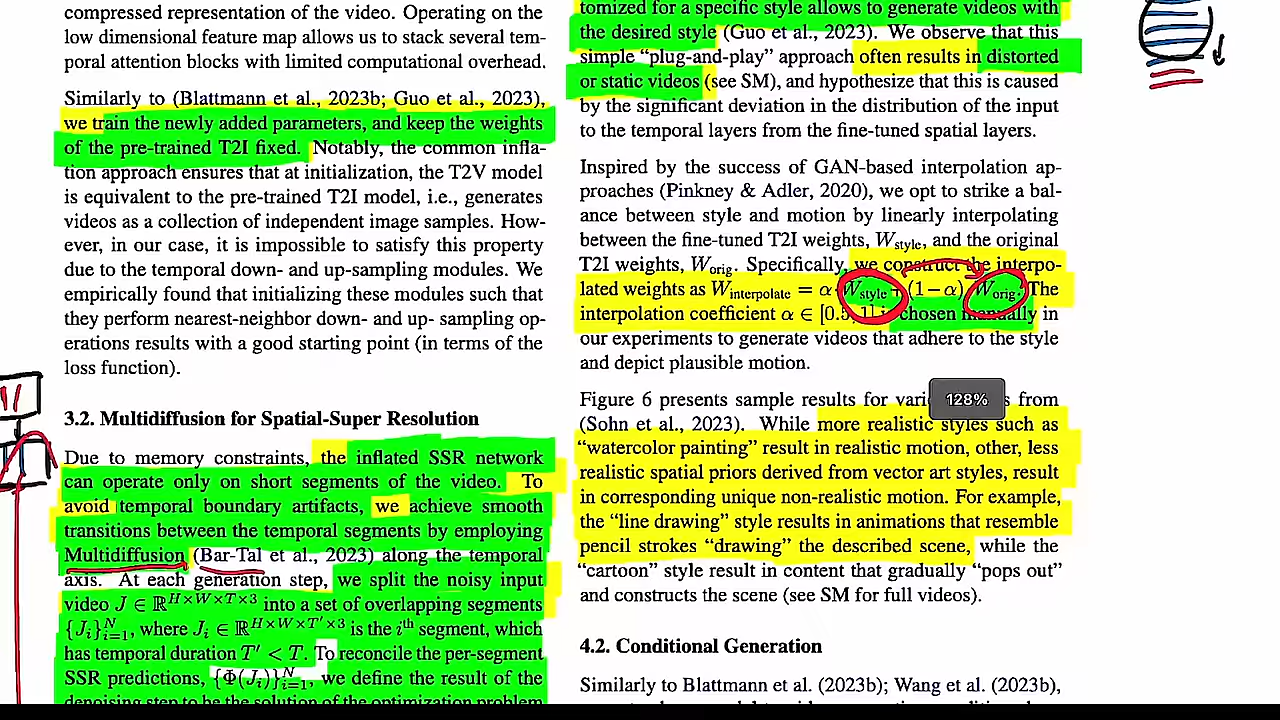 compressed representation of the video. Operating on the
low dimensional feature map allows us to stack several tem-
poral attention blocks with limited computational overhead.
Similarly to (Blattmann et al., 2023b; Guo et al., 2023),
we train the newly added parameters, and keep the weights
of the pre-trained T2I fixed. Notably, the common infla-
tion approach ensures that at initialization, the T2V model
is equivalent to the pre-trained T2I model, i.e., generates
videos as a collection of independent image samples. How-
ever, in our case, it is impossible to satisfy this property
due to the temporal down- and up-sampling modules. We
empirically found that initializing these modules such that
they perform nearest-neighbor down- and up- sampling op-
erations results with a good starting point (in terms of the
loss function).
3.2. Multidiffusion for Spatial-Super Resolution
Due to memory constraints, the inflated SSR network
can operate only on short segments of the video. To
avoid temporal boundary artifacts, we achieve smooth
transitions between the temporal segments by employing
Multidiffusion (Bar-Tal et al., 2023) along the temporal
axis. At each generation step, we split the noisy input
video J ∈ ℝ^{H×W×T×3} into a set of overlapping segments
{J_i}_{i=1}^N, where J_i ∈ ℝ^{H×W×T′×3} is the i^th segment, which
has temporal duration T′ < T. To reconcile the per-segment
SSR predictions, {Φ(J_i)}_{i=1}^N, we define the result of the
denoising step to be the solution of the optimization problem
tomized for a specific style allows to generate videos with
the desired style (Guo et al., 2023). We observe that this
simple “plug-and-play” approach often results in distorted
or static videos (see SM), and hypothesize that this is caused
by the significant deviation in the distribution of the input
to the temporal layers from the fine-tuned spatial layers.
Inspired by the success of GAN-based interpolation ap-
proaches (Pinkney & Adler, 2020), we opt to strike a bal-
ance between style and motion by linearly interpolating
between the fine-tuned T2I weights, W_style, and the original
T2I weights, W_orig. Specifically, we construct the interpo-
lated weights as W_interpolate = α · W_style + (1−α) · W_orig. The
interpolation coefficient α ∈ [0.5, 1] is chosen manually in
our experiments to generate videos that adhere to the style
and depict plausible motion.
Figure 6 presents sample results for vari from
128%
(Sohn et al., 2023). While more realistic styles such as
“watercolor painting” result in realistic motion, other, less
realistic spatial priors derived from vector art styles, result
in corresponding unique non-realistic motion. For example,
the “line drawing” style results in animations that resemble
pencil strokes “drawing” the described scene, while the
“cartoon” style result in content that gradually “pops out”
and constructs the scene (see SM for full videos).
4.2. Conditional Generation
Similarly to Blattmann et al. (2023b); Wang et al. (2023b),